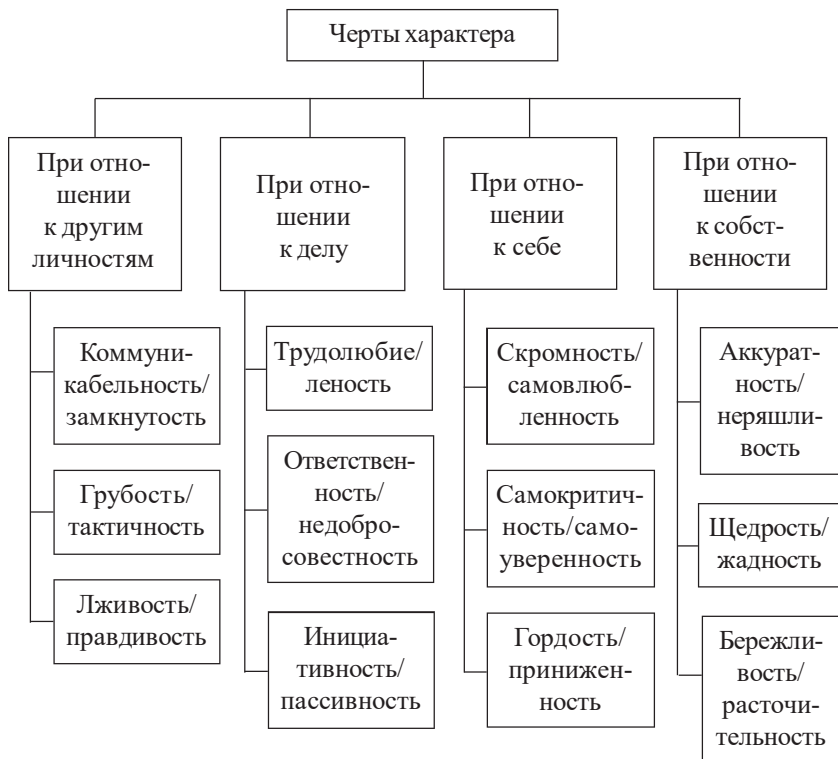 Черты характера
При отно-
шении
к другим
личностям
При отно-
шении
к делу
При отно-
шении
к себе
При отно-
шении
к собст-
венности
Коммуни-
кабельность/
замкнутость
Грубость/
тактичность
Лживость/
правдивость
Трудолюбие/
леность
Ответствен-
ность/
недобро-
совестность
Инициа-
тивность/
пассивность
Скромность/
самовлюб-
ленность
Самокритич-
ность/само-
уверенность
Гордость/
принижен-
ность
Аккурат-
ность/
неряшли-
вость
Щедрость/
жадность
Бережли-
вость/
расточи-
тельность